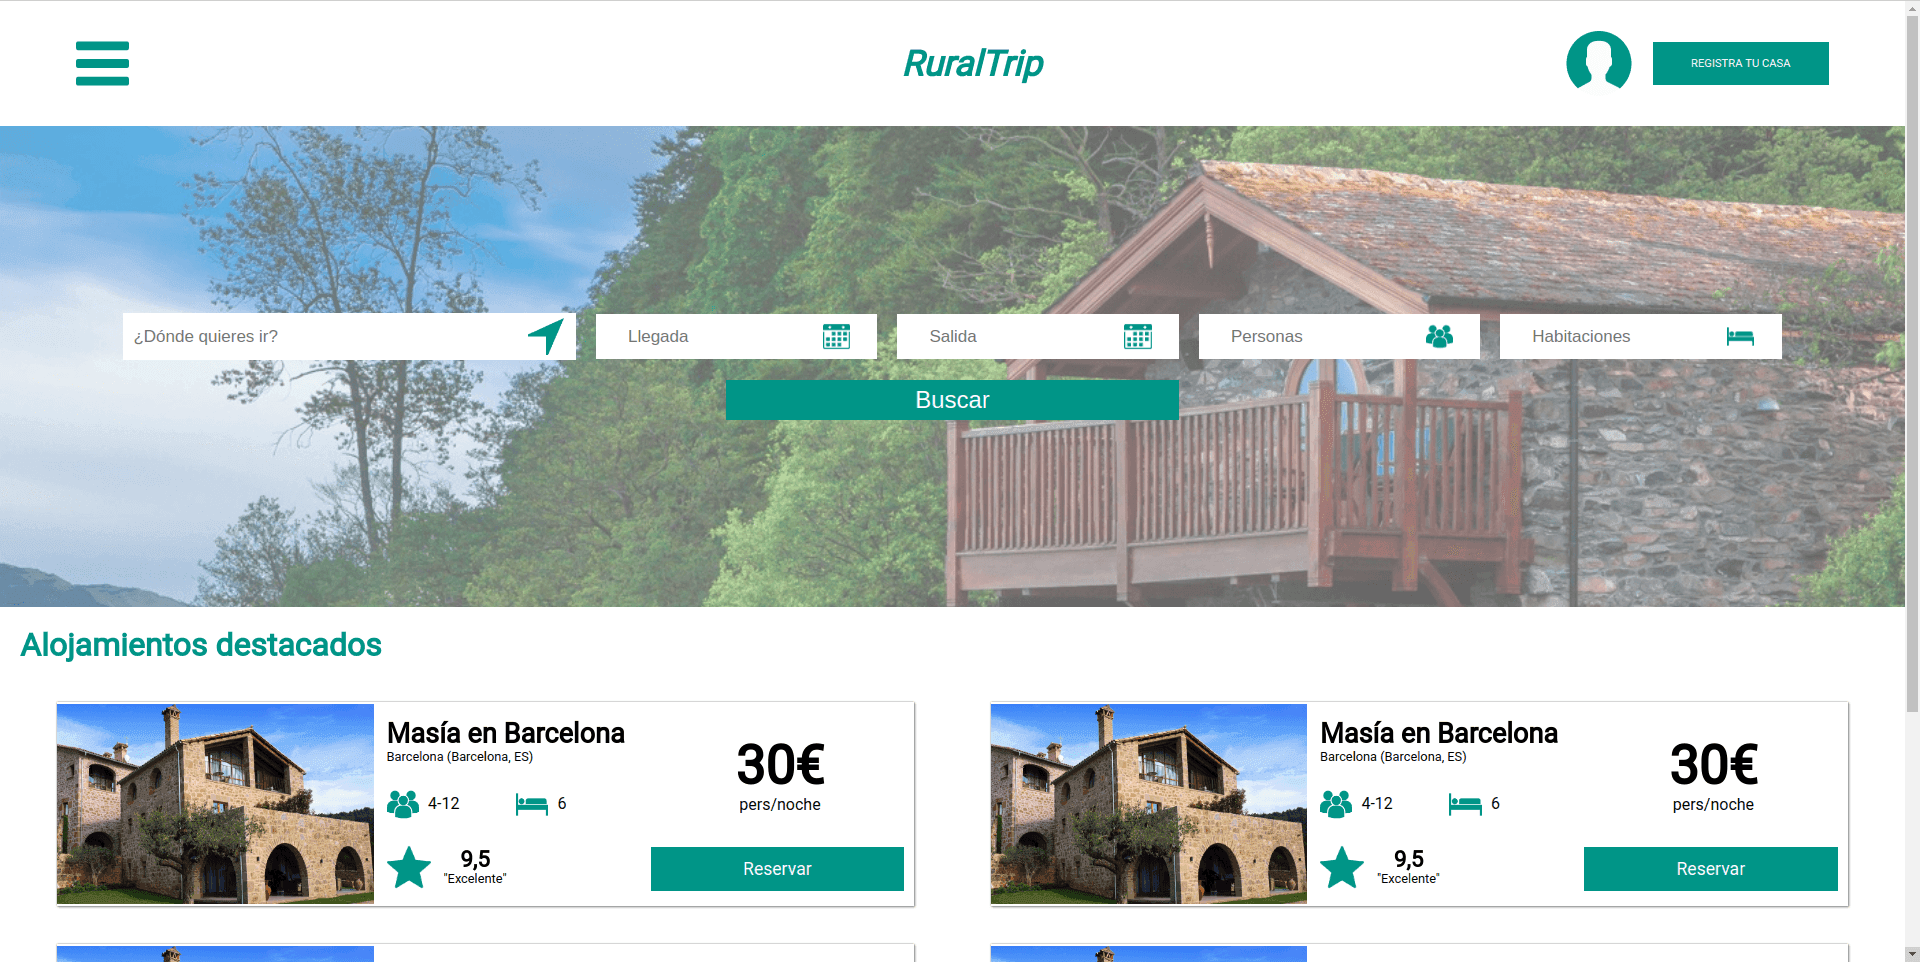 RuralTrip
REGISTRA TU CASA
¿Dónde quieres ir?
Llegada
Salida
Personas
Habitaciones
Buscar
Alojamientos destacados
Masía en Barcelona
Barcelona (Barcelona, ES)
30€
pers/noche
4-12
6
9,5
"Excelente"
Reservar
Masía en Barcelona
Barcelona (Barcelona, ES)
30€
pers/noche
4-12
6
9,5
"Excelente"
Reservar